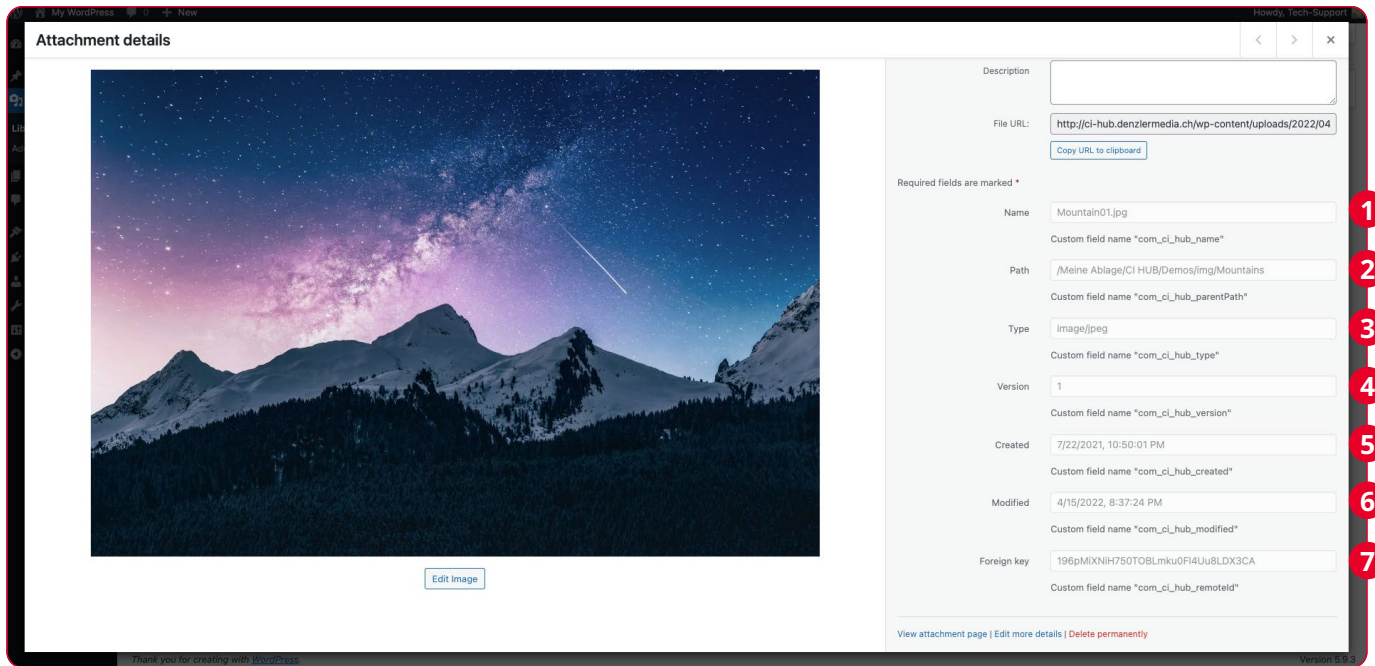 My WordPress 0 + New Howdy, Tech-Support
Attachment details
Description
File URL: http://ci-hub.denzlermedia.ch/wp-content/uploads/2022/04
Copy URL to clipboard
Required fields are marked *
Name Mountain01.jpg 1
Custom field name "com_ci_hub_name"
Path /Meine Ablage/CI HUB/Demos/img/Mountains 2
Custom field name "com_ci_hub_parentPath"
Type image/jpeg 3
Custom field name "com_ci_hub_type"
Version 1 4
Custom field name "com_ci_hub_version"
Created 7/22/2021, 10:50:01 PM 5
Custom field name "com_ci_hub_created"
Modified 4/15/2022, 8:37:24 PM 6
Custom field name "com_ci_hub_modified"
Foreign key 196pMiXNiH750TOBLmku0Fl4Uu8LDX3CA 7
Custom field name "com_ci_hub_remoteId"
Edit Image
View attachment page | Edit more details | Delete permanently
Thank you for creating with WordPress. Version 5.9.3